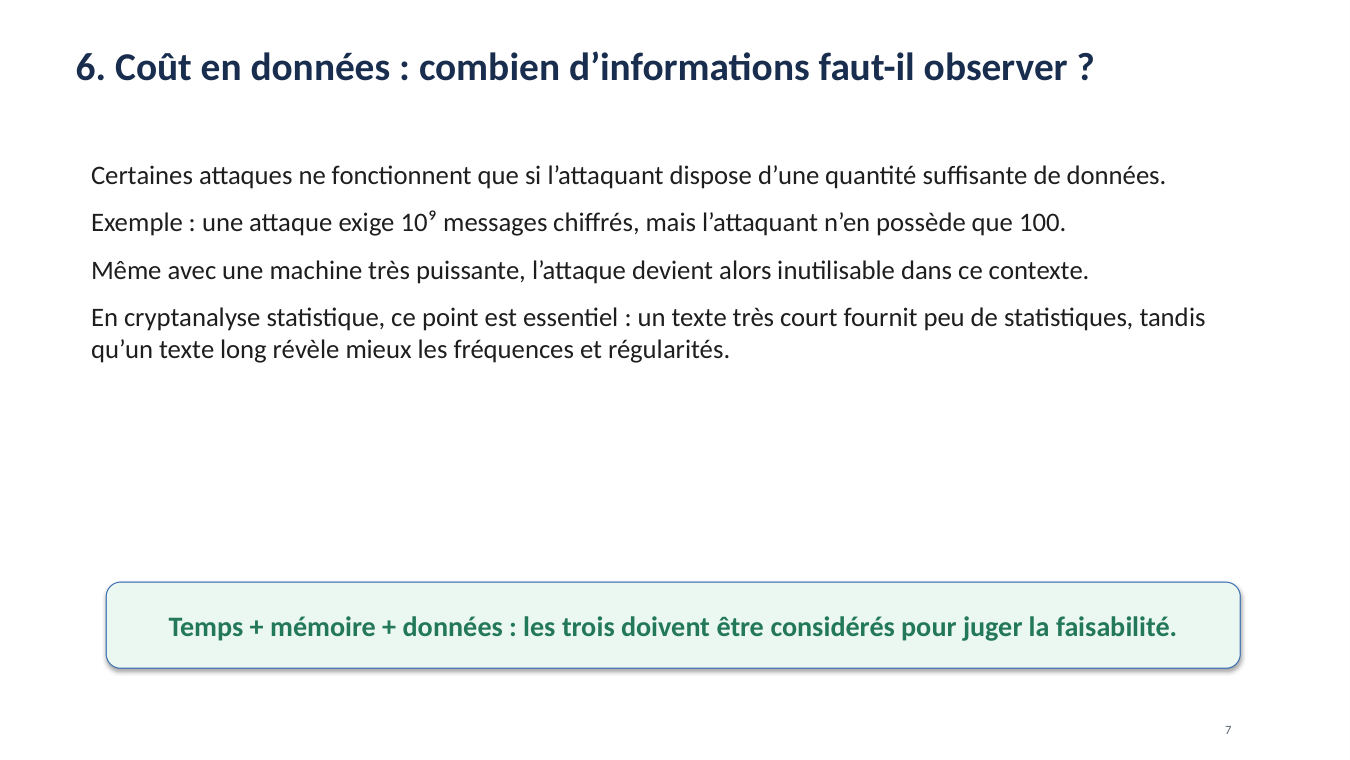 6. Coût en données : combien d’informations faut-il observer ?
Certaines attaques ne fonctionnent que si l’attaquant dispose d’une quantité suffisante de données.
Exemple : une attaque exige 10⁹ messages chiffrés, mais l’attaquant n’en possède que 100.
Même avec une machine très puissante, l’attaque devient alors inutilisable dans ce contexte.
En cryptanalyse statistique, ce point est essentiel : un texte très court fournit peu de statistiques, tandis
qu’un texte long révèle mieux les fréquences et régularités.
Temps + mémoire + données : les trois doivent être considérés pour juger la faisabilité.
7